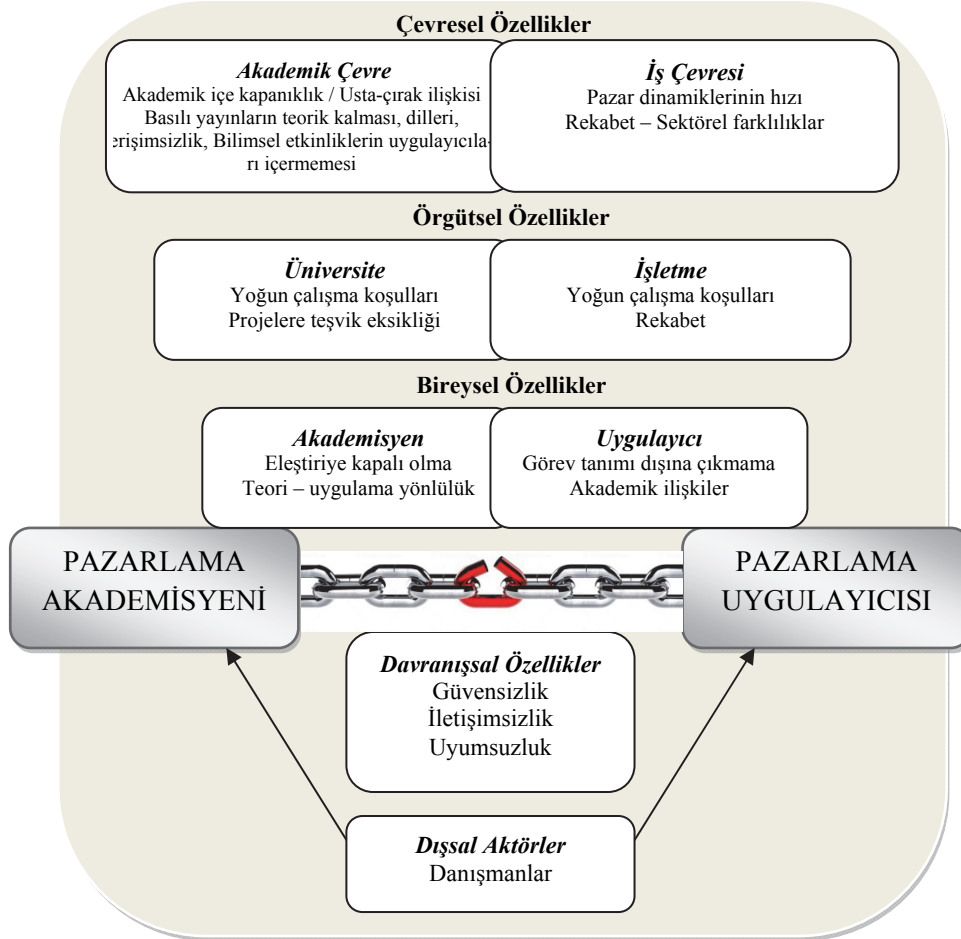 Çevresel Özellikler
Akademik Çevre
Akademik içe kapanıklık / Usta-çırak ilişkisi
Basılı yayınların teorik kalması, dilleri,
erişimsizlik, Bilimsel etkinliklerin uygulayıcıla-
rı içermemesi
İş Çevresi
Pazar dinamiklerinin hızı
Rekabet – Sektörel farklılıklar
Örgütsel Özellikler
Üniversite
Yoğun çalışma koşulları
Projelere teşvik eksikliği
İşletme
Yoğun çalışma koşulları
Rekabet
Bireysel Özellikler
Akademisyen
Eleştiriye kapalı olma
Teori – uygulama yönlülük
Uygulayıcı
Görev tanımı dışına çıkmama
Akademik ilişkiler
PAZARLAMA
AKADEMİSYENİ
PAZARLAMA
UYGULAYICISI
Davranışsal Özellikler
Güvensizlik
İletişimsizlik
Uyumsuzluk
Dışsal Aktörler
Danışmanlar